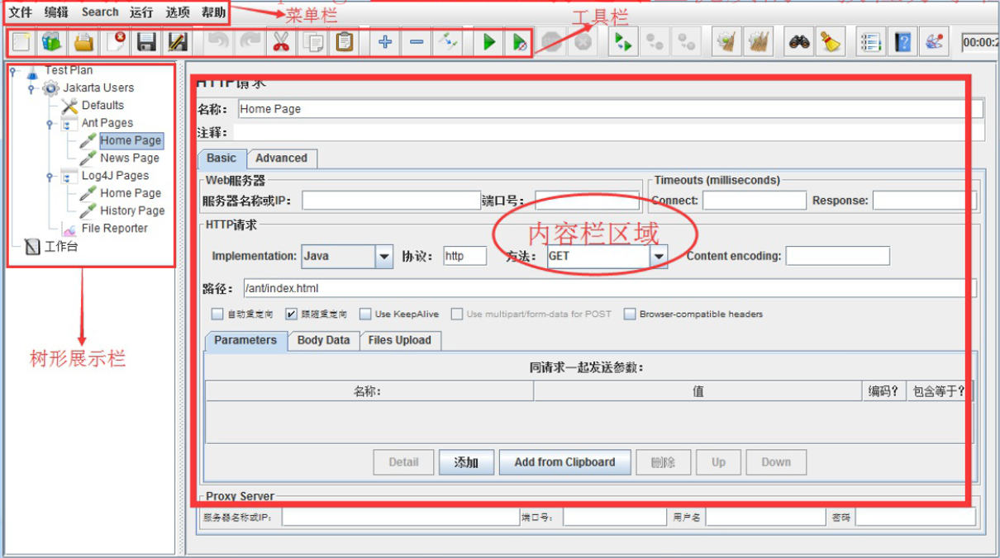 文件 编辑 Search 运行 选项 帮助
菜单栏
工具栏
00:00:2
Test Plan
Jakarta Users
Defaults
Ant Pages
Home Page
News Page
Log4J Pages
Home Page
History Page
File Reporter
工作台
树形展示栏
HTTP请求
名称: Home Page
注释:
Basic Advanced
Web服务器
服务器名称或IP: 端口号:
Timeouts (milliseconds)
Connect: Response:
内容栏区域
HTTP请求
Implementation: Java 协议: http 方法: GET Content encoding:
路径: /ant/index.html
自动重定向 跟随重定向 Use KeepAlive Use multipart/form-data for POST Browser-compatible headers
Parameters Body Data Files Upload
同请求一起发送参数:
名称: 值 编码? 包含等于?
Detail 添加 Add from Clipboard 删除 Up Down
Proxy Server
服务器名称或IP: 端口号: 用户名 密码